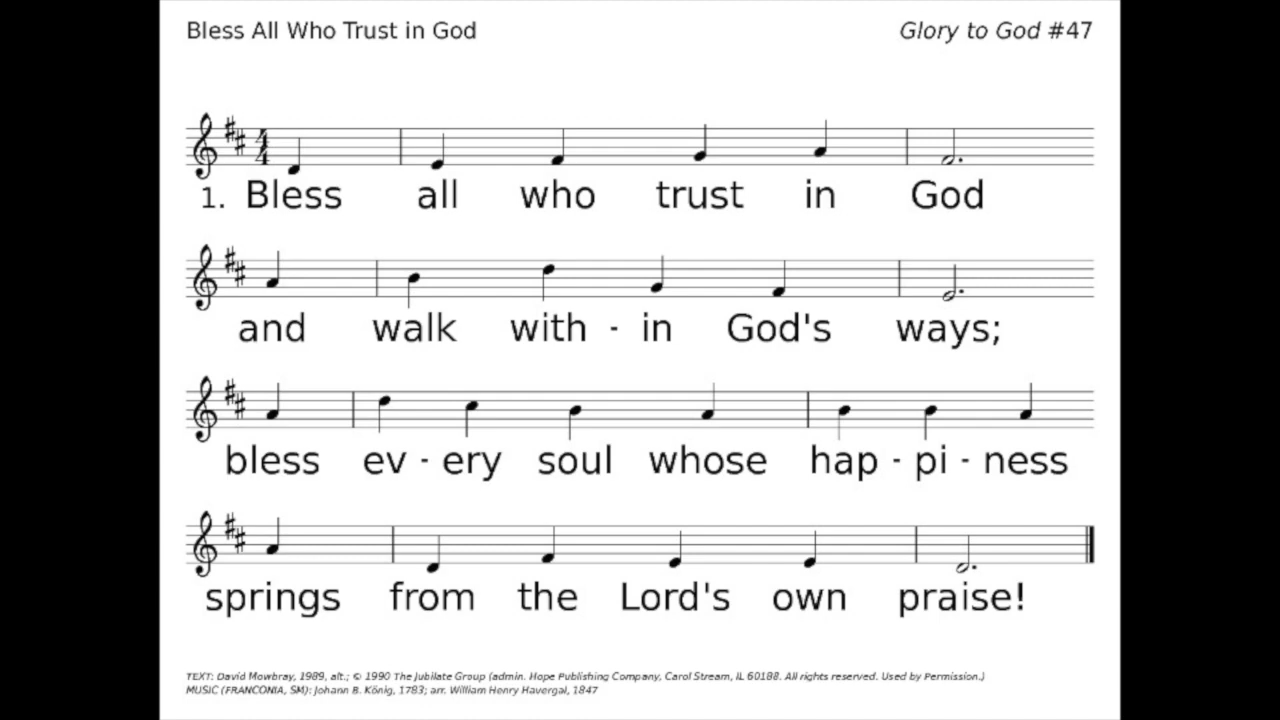 Bless All Who Trust in God Glory to God #47
4
4
1. Bless all who trust in God
and walk with - in God's ways;
bless ev - ery soul whose hap - pi - ness
springs from the Lord's own praise!
TEXT: David Mowbray, 1989, alt.; © 1990 The Jubilate Group (admin. Hope Publishing Company, Carol Stream, IL 60188. All rights reserved. Used by Permission.)
MUSIC (FRANCONIA, SM): Johann B. König, 1783; arr. William Henry Havergal, 1847